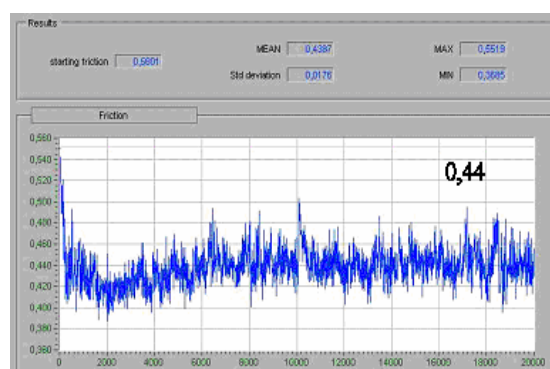 Results
starting friction 0,5601
MEAN 0,4387
MAX 0,5519
Std deviation 0,0176
MIN 0,3685
Friction
0,44
0,560
0,540
0,520
0,500
0,480
0,460
0,440
0,420
0,400
0,380
0,360
0 2000 4000 6000 8000 10000 12000 14000 16000 18000 20000